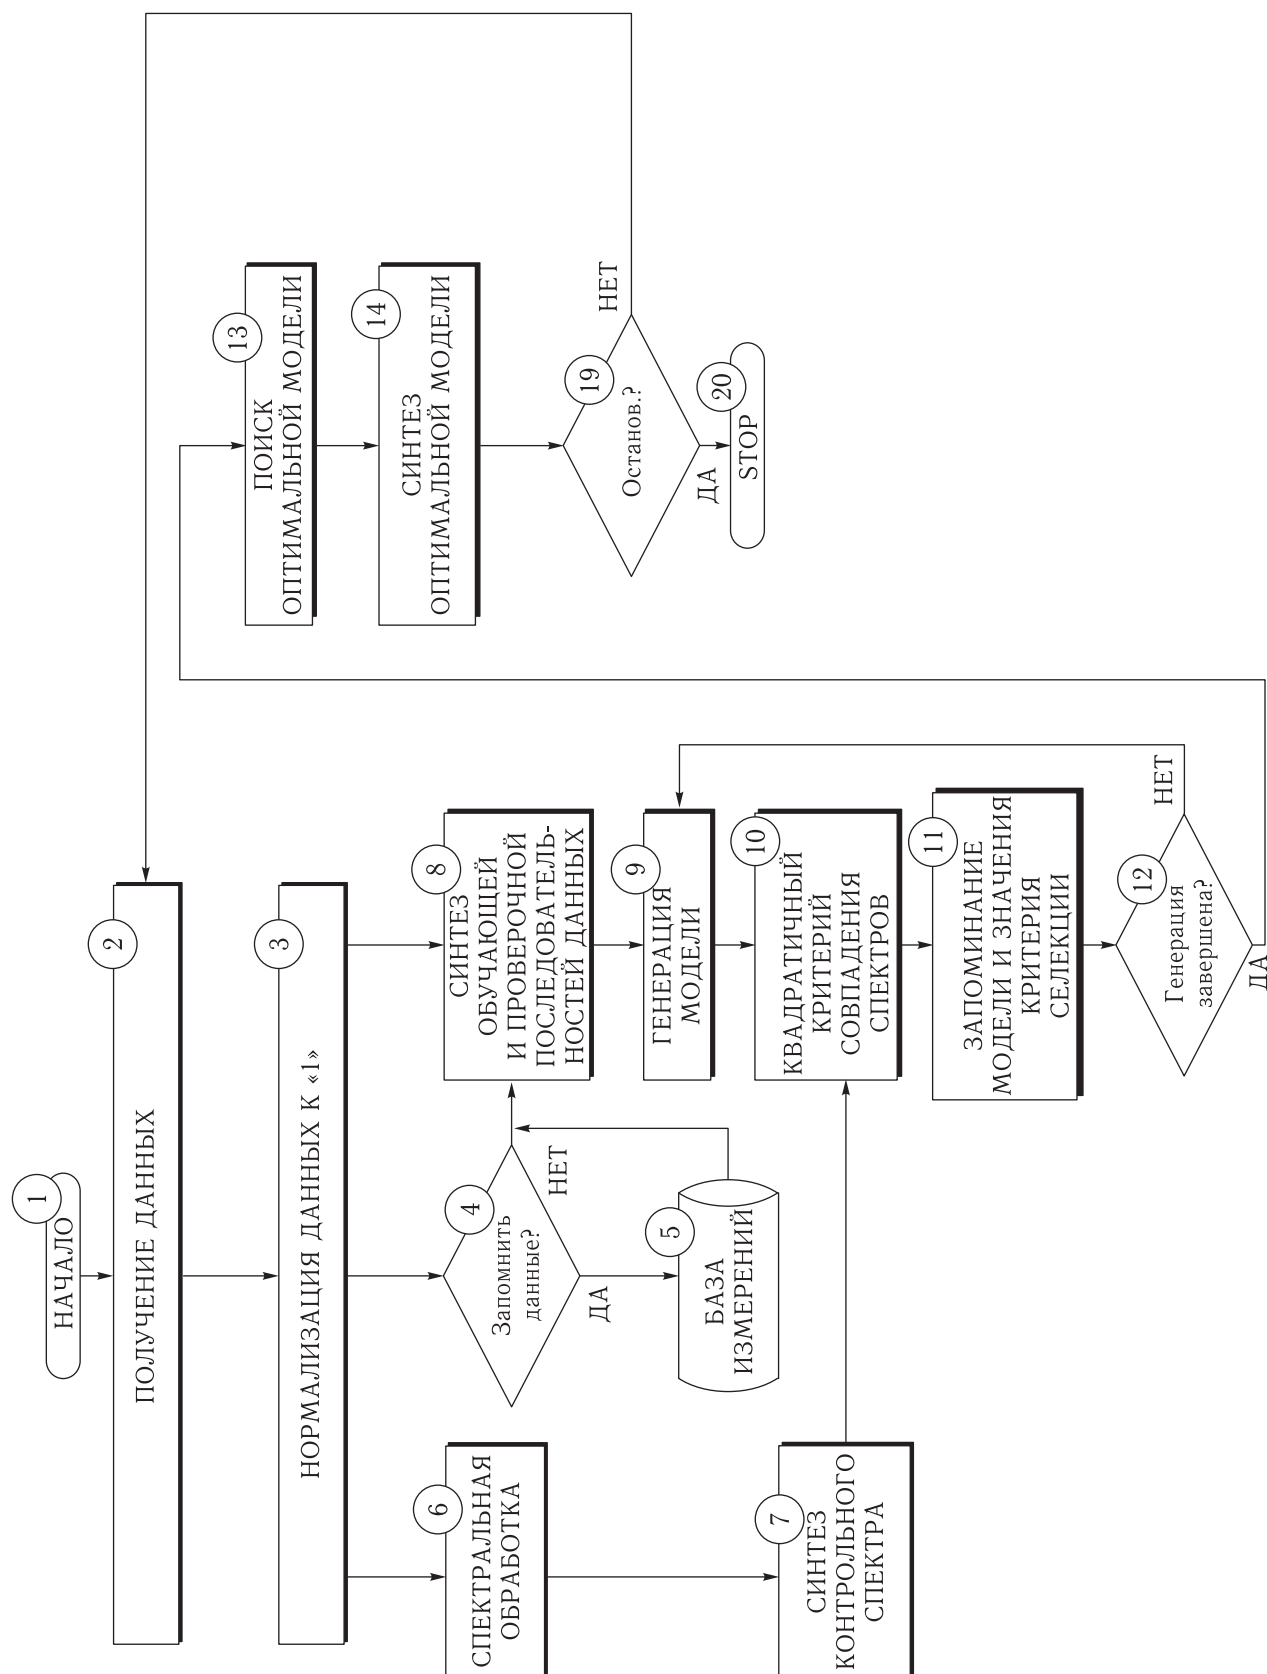 1
НАЧАЛО
2
ПОЛУЧЕНИЕ ДАННЫХ
3
НОРМАЛИЗАЦИЯ ДАННЫХ К «1»
6
СПЕКТРАЛЬНАЯ
ОБРАБОТКА
7
СИНТЕЗ
КОНТРОЛЬНОГО
СПЕКТРА
4
Запомнить
данные?
НЕТ
ДА
5
БАЗА
ИЗМЕРЕНИЙ
8
СИНТЕЗ
ОБУЧАЮЩЕЙ
И ПРОВЕРОЧНОЙ
ПОСЛЕДОВАТЕЛЬ-
НОСТЕЙ ДАННЫХ
9
ГЕНЕРАЦИЯ
МОДЕЛИ
10
КВАДРАТИЧНЫЙ
КРИТЕРИЙ
СОВПАДЕНИЯ
СПЕКТРОВ
11
ЗАПОМИНАНИЕ
МОДЕЛИ И ЗНАЧЕНИЯ
КРИТЕРИЯ
СЕЛЕКЦИИ
12
Генерация
завершена?
НЕТ
ДА
13
ПОИСК
ОПТИМАЛЬНОЙ МОДЕЛИ
14
СИНТЕЗ
ОПТИМАЛЬНОЙ МОДЕЛИ
19
Останов.?
НЕТ
ДА
20
STOP